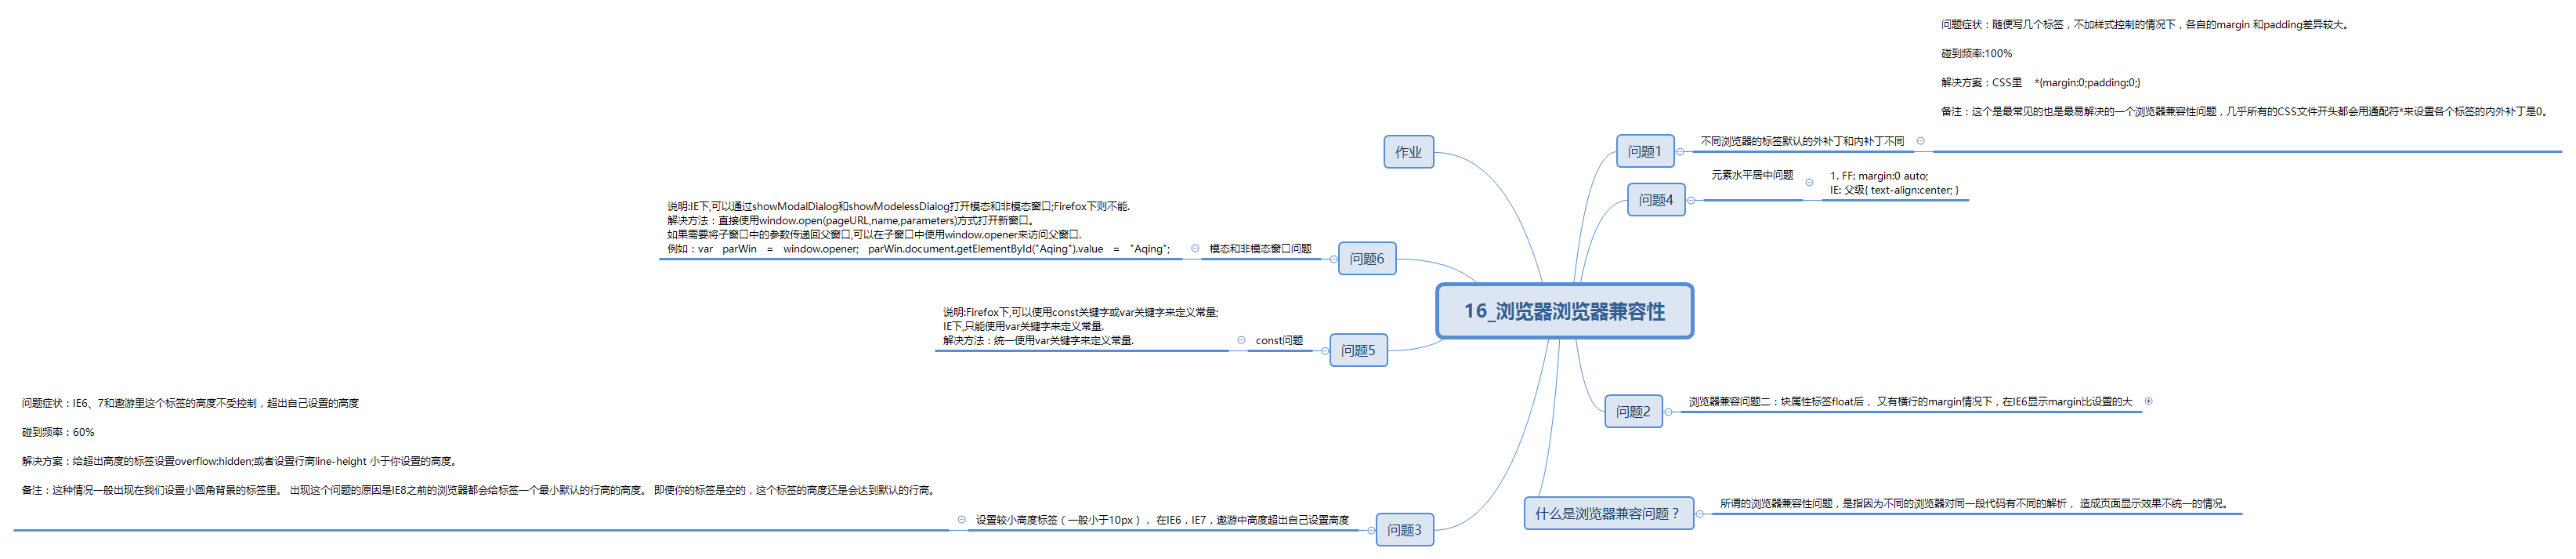 16_浏览器浏览器兼容性
问题1
不同浏览器的标签默认的外补丁和内补丁不同
问题症状：随便写几个标签，不加样式控制的情况下，各自的margin 和padding差异较大。
碰到频率:100%
解决方案：CSS里 *{margin:0;padding:0;}
备注：这个是最常见的也是最易解决的一个浏览器兼容性问题，几乎所有的CSS文件开头都会用通配符*来设置各个标签的内外补丁是0。
问题4
元素水平居中问题
1. FF: margin:0 auto;
IE: 父级{ text-align:center; }
问题2
浏览器兼容问题二：块属性标签float后， 又有横行的margin情况下，在IE6显示margin比设置的大
什么是浏览器兼容问题？
所谓的浏览器兼容性问题，是指因为不同的浏览器对同一段代码有不同的解析， 造成页面显示效果不统一的情况。
作业
问题6
模态和非模态窗口问题
说明:IE下,可以通过showModalDialog和showModelessDialog打开模态和非模态窗口;Firefox下则不能.
解决方法：直接使用window.open(pageURL,name,parameters)方式打开新窗口。
如果需要将子窗口中的参数传递回父窗口,可以在子窗口中使用window.opener来访问父窗口.
例如：var parWin = window.opener; parWin.document.getElementById("Aqing").value = "Aqing";
问题5
const问题
说明:Firefox下,可以使用const关键字或var关键字来定义常量;
IE下,只能使用var关键字来定义常量.
解决方法：统一使用var关键字来定义常量.
问题3
设置较小高度标签（一般小于10px）， 在IE6，IE7，遨游中高度超出自己设置高度
问题症状：IE6、7和遨游里这个标签的高度不受控制，超出自己设置的高度
碰到频率：60%
解决方案：给超出高度的标签设置overflow:hidden;或者设置行高line-height 小于你设置的高度。
备注：这种情况一般出现在我们设置小圆角背景的标签里。 出现这个问题的原因是IE8之前的浏览器都会给标签一个最小默认的行高的高度。 即使你的标签是空的，这个标签的高度还是会达到默认的行高。